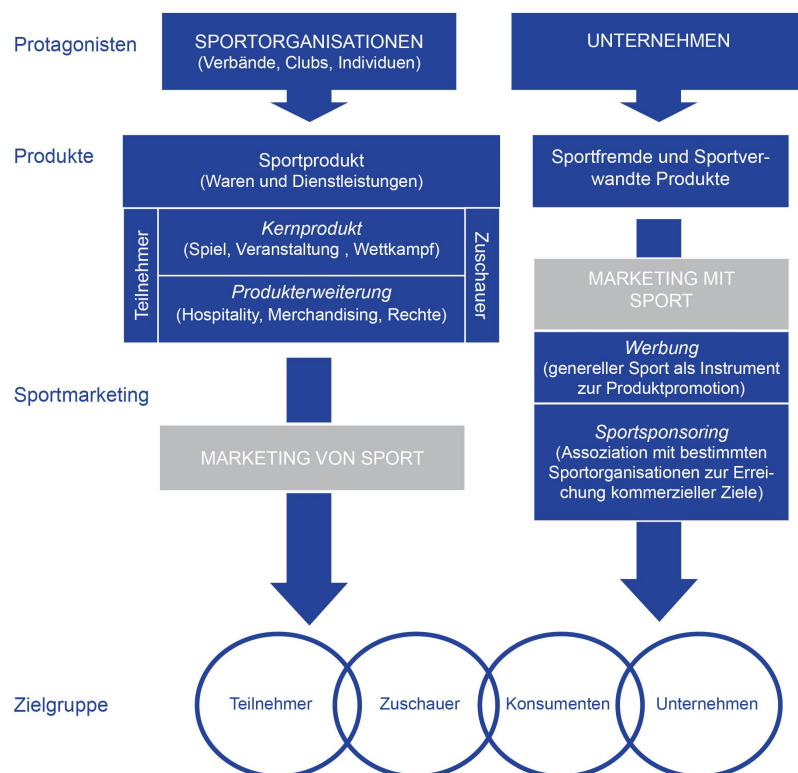 Protagonisten
SPORTORGANISATIONEN
(Verbände, Clubs, Individuen)
UNTERNEHMEN
Produkte
Sportprodukt
(Waren und Dienstleistungen)
Teilnehmer
Kernprodukt
(Spiel, Veranstaltung , Wettkampf)
Produkterweiterung
(Hospitality, Merchandising, Rechte)
Zuschauer
Sportfremde und Sportver-
wandte Produkte
MARKETING MIT
SPORT
Werbung
(genereller Sport als Instrument
zur Produktpromotion)
Sportsponsoring
(Assoziation mit bestimmten
Sportorganisationen zur Errei-
chung kommerzieller Ziele)
Sportmarketing
MARKETING VON SPORT
Zielgruppe
Teilnehmer
Zuschauer
Konsumenten
Unternehmen